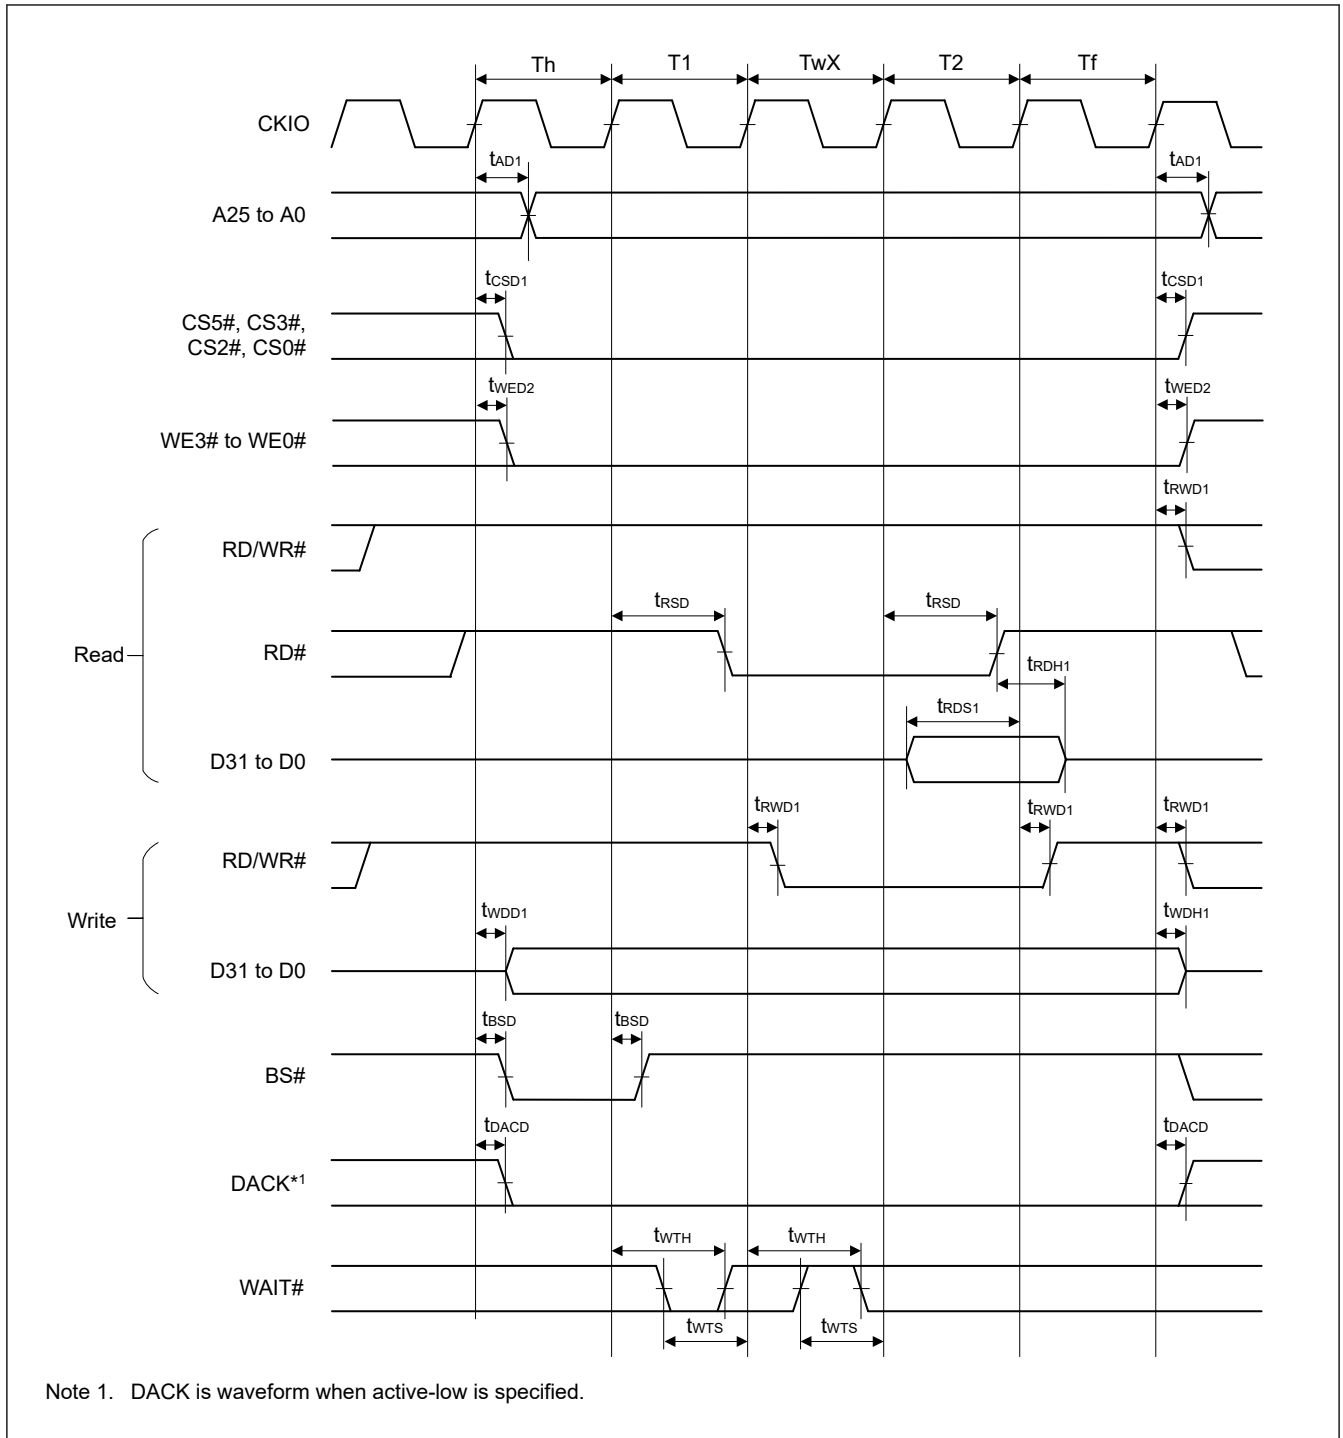 Th T1 TwX T2 Tf
CKIO
tAD1 tAD1
A25 to A0
tCSD1 tCSD1
CS5#, CS3#,
CS2#, CS0#
tWED2 tWED2
WE3# to WE0#
tRWD1
RD/WR#
tRSD tRSD
Read
RD#
tRDH1
tRDS1
D31 to D0
tRWD1 tRWD1 tRWD1
RD/WR#
Write
tWDD1 tWDH1
D31 to D0
tBSD tBSD
BS#
tDACD tDACD
DACK*1
tWTH tWTH
WAIT#
tWTS tWTS
Note 1. DACK is waveform when active-low is specified.